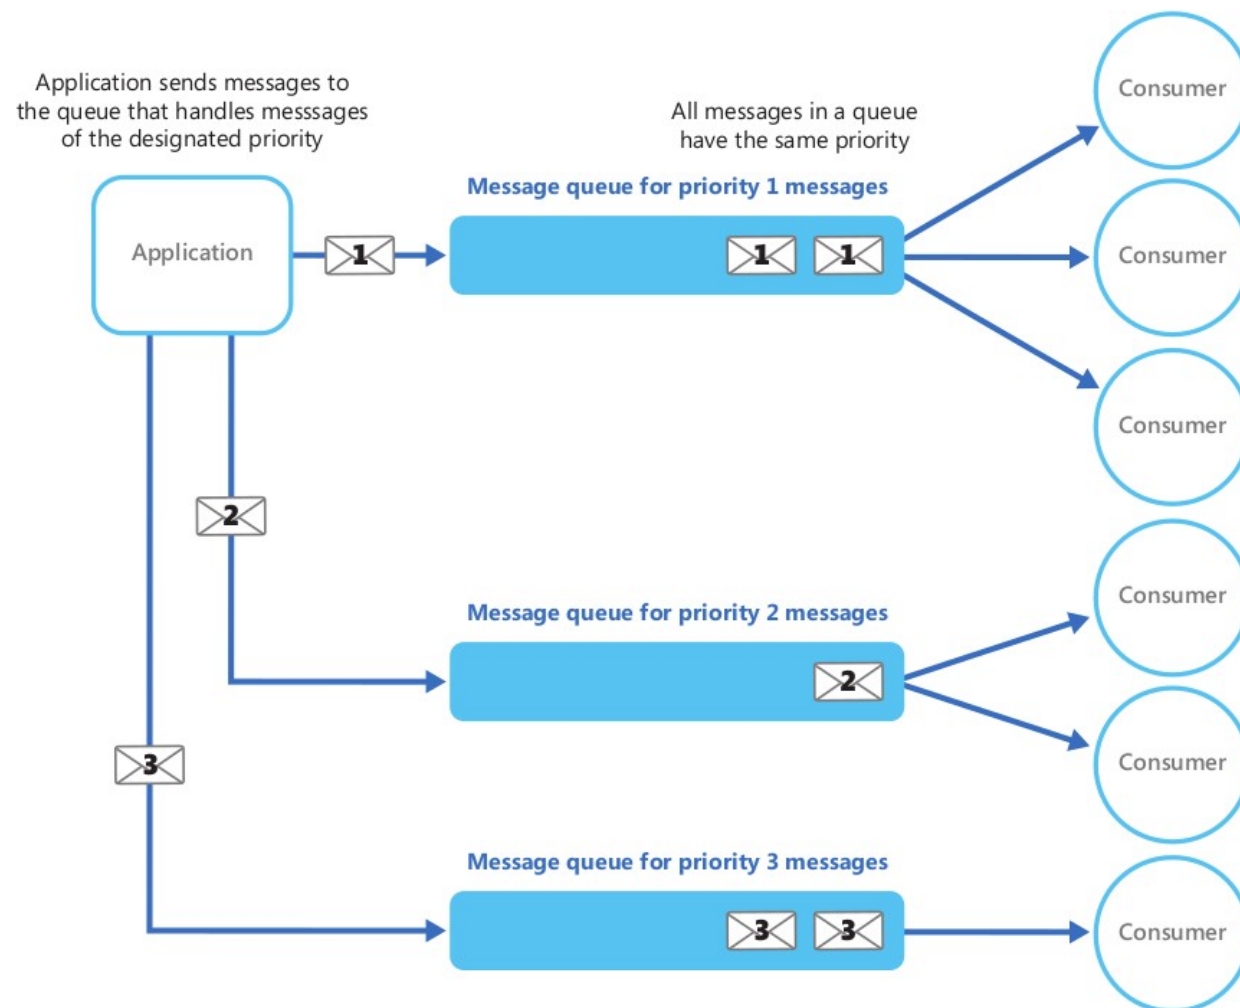 Application sends messages to
the queue that handles messsages
of the designated priority
All messages in a queue
have the same priority
Message queue for priority 1 messages
Application
1
1
1
Consumer
Consumer
Consumer
2
Message queue for priority 2 messages
2
Consumer
Consumer
3
Message queue for priority 3 messages
3
3
Consumer